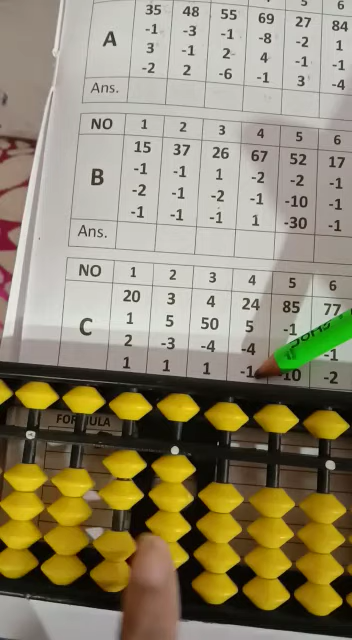 5 6
35 48 55 69 27 84
-1 -3 -1 -8 -2 1
A
3 -1 2 4 -1 -1
-2 2 -6 -1 3 -4
Ans.
NO 1 2 3 4 5 6
15 37 26 67 52 17
-1 -1 1 -2 -2 -1
B
-2 -1 -2 -1 -10 -1
-1 -1 -1 1 -30 -1
Ans.
NO 1 2 3 4 5 6
20 3 4 24 85 77
1 5 50 5 -1
C
2 -3 -4 -4 -1
1 1 1 -1 10 -2